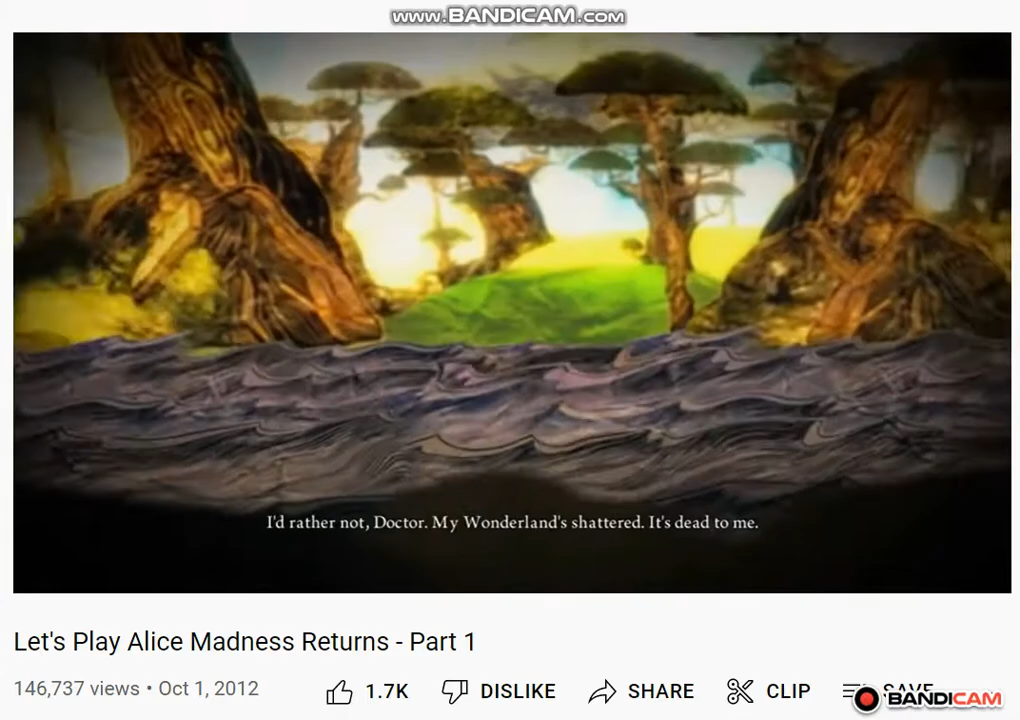 www.BANDICAM.com
I'd rather not, Doctor. My Wonderland's shattered. It's dead to me.
Let's Play Alice Madness Returns - Part 1
146,737 views • Oct 1, 2012 1.7K DISLIKE SHARE CLIP SAVE
BANDICAM